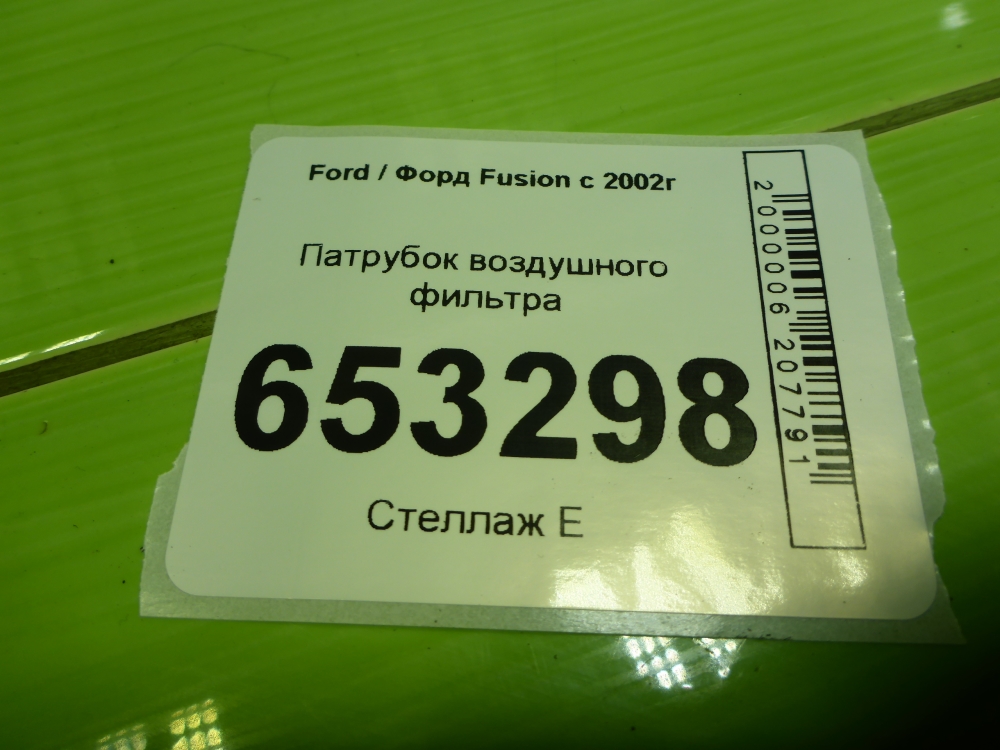 Ford / Форд Fusion с 2002г
Патрубок воздушного
фильтра
653298
Стеллаж Е
2000006207791